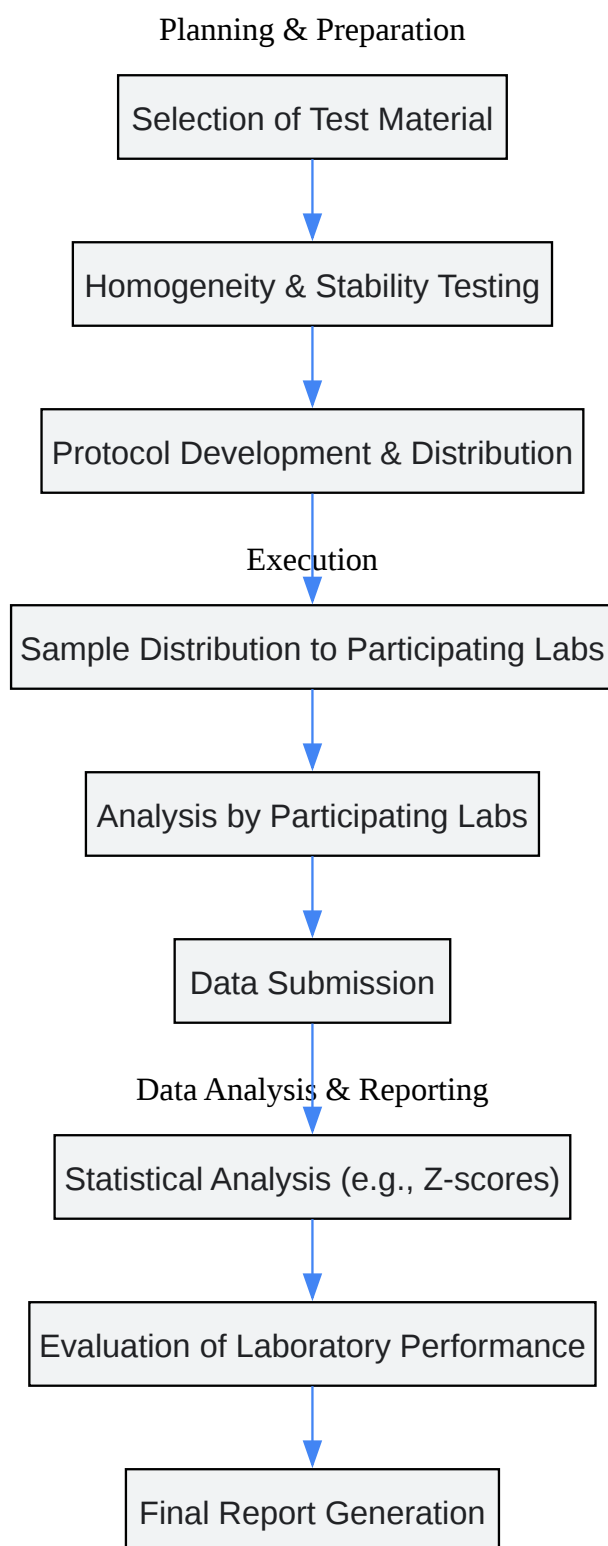 Planning & Preparation
Selection of Test Material
Homogeneity & Stability Testing
Protocol Development & Distribution
Execution
Sample Distribution to Participating Labs
Analysis by Participating Labs
Data Submission
Data Analysis & Reporting
Statistical Analysis (e.g., Z-scores)
Evaluation of Laboratory Performance
Final Report Generation